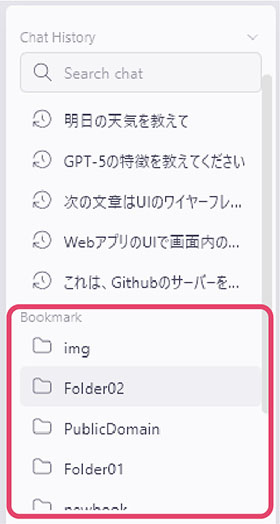 Chat History
Search chat
明日の天気を教えて
GPT-5の特徴を教えてください
次の文章はUIのワイヤーフレ...
WebアプリのUIで画面内の...
これは、Githubのサーバーを...
Bookmark
img
Folder02
PublicDomain
Folder01
newbook